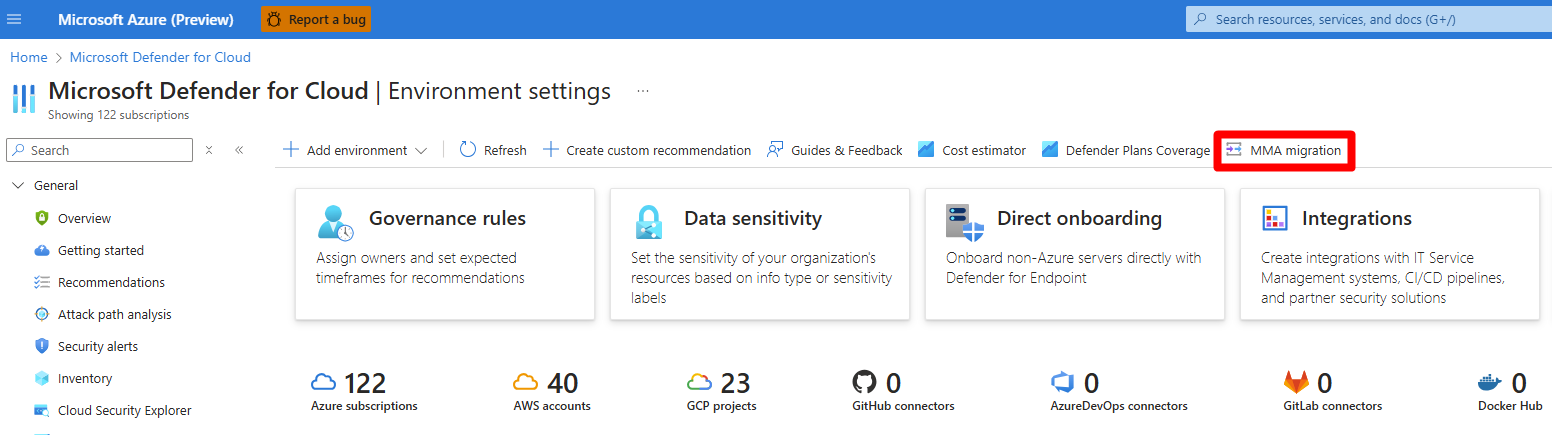 Microsoft Azure (Preview) Report a bug Search resources, services, and docs (G+/)
Home > Microsoft Defender for Cloud
Microsoft Defender for Cloud | Environment settings ...
Showing 122 subscriptions
Search
Add environment Refresh Create custom recommendation Guides & Feedback Cost estimator Defender Plans Coverage MMA migration
General
Overview
Getting started
Recommendations
Attack path analysis
Security alerts
Inventory
Cloud Security Explorer
Governance rules
Assign owners and set expected
timeframes for recommendations
Data sensitivity
Set the sensitivity of your organization's
resources based on info type or sensitivity
labels
Direct onboarding
Onboard non-Azure servers directly with
Defender for Endpoint
Integrations
Create integrations with IT Service
Management systems, CI/CD pipelines,
and partner security solutions
122
Azure subscriptions
40
AWS accounts
23
GCP projects
0
GitHub connectors
0
AzureDevOps connectors
0
GitLab connectors
0
Docker Hub